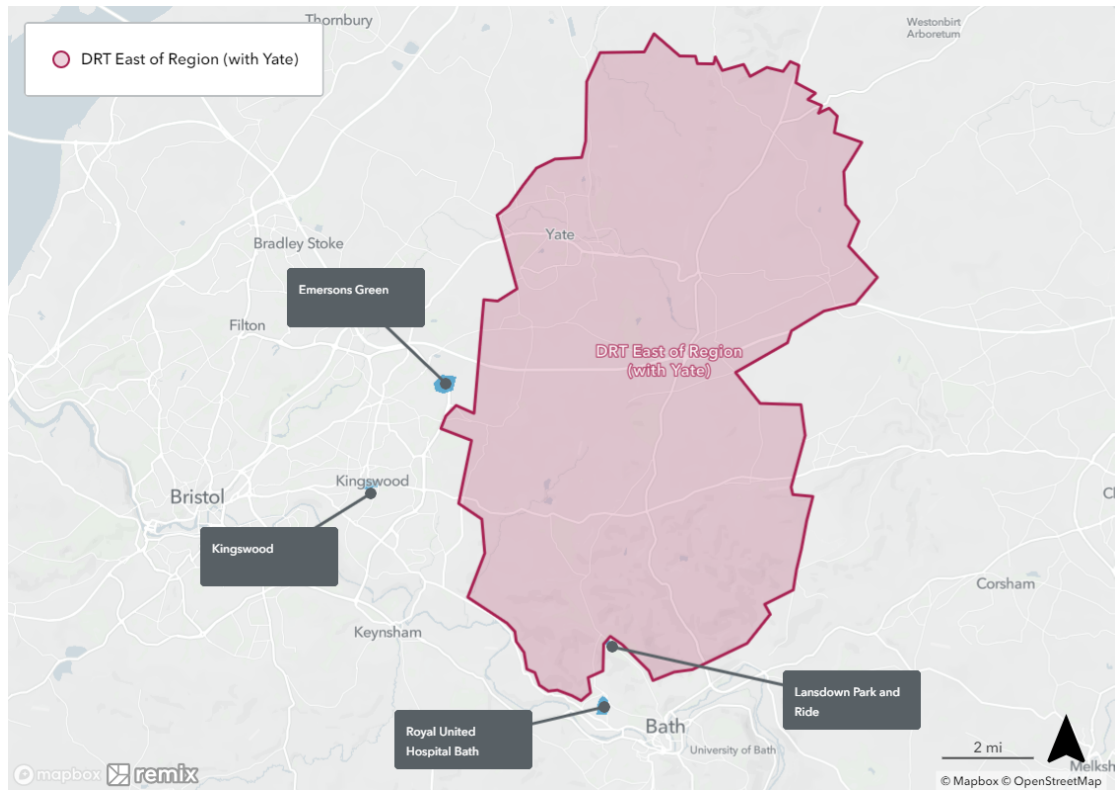 Thornbury
Westonbirt
Arboretum
DRT East of Region (with Yate)
Yate
Bradley Stoke
Emersons Green
Filton
DRT East of Region
(with Yate)
Kingswood
Bristol
Kingswood
Corsham
Keynsham
Lansdown Park and
Ride
Royal United
Hospital Bath
Bath
University of Bath
2 mi
mapbox remix
© Mapbox © OpenStreetMap